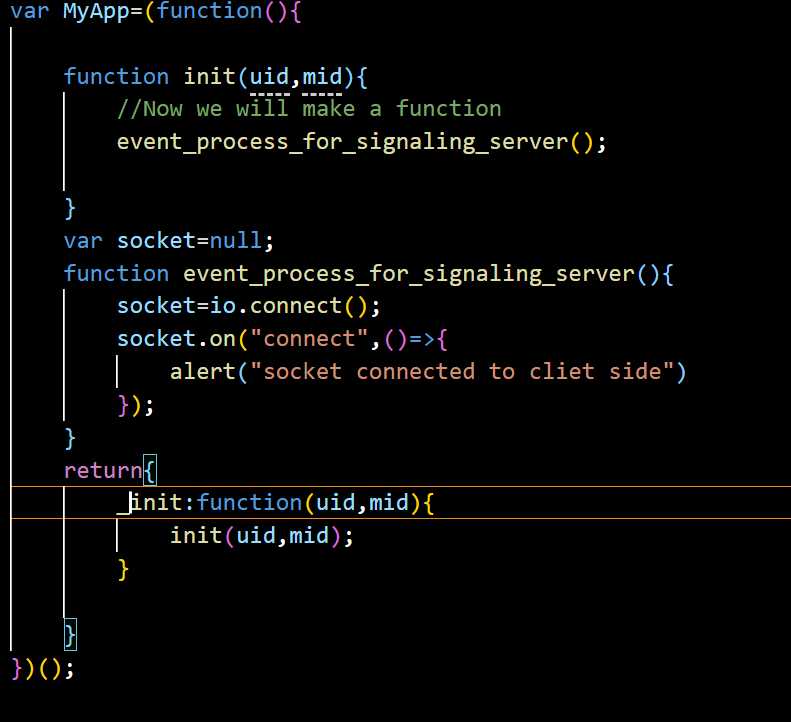 var MyApp=(function(){
function init(uid,mid){
//Now we will make a function
event_process_for_signaling_server();
}
var socket=null;
function event_process_for_signaling_server(){
socket=io.connect();
socket.on("connect",()=>{
alert("socket connected to cliet side")
});
}
return{
_init:function(uid,mid){
init(uid,mid);
}
}
})();